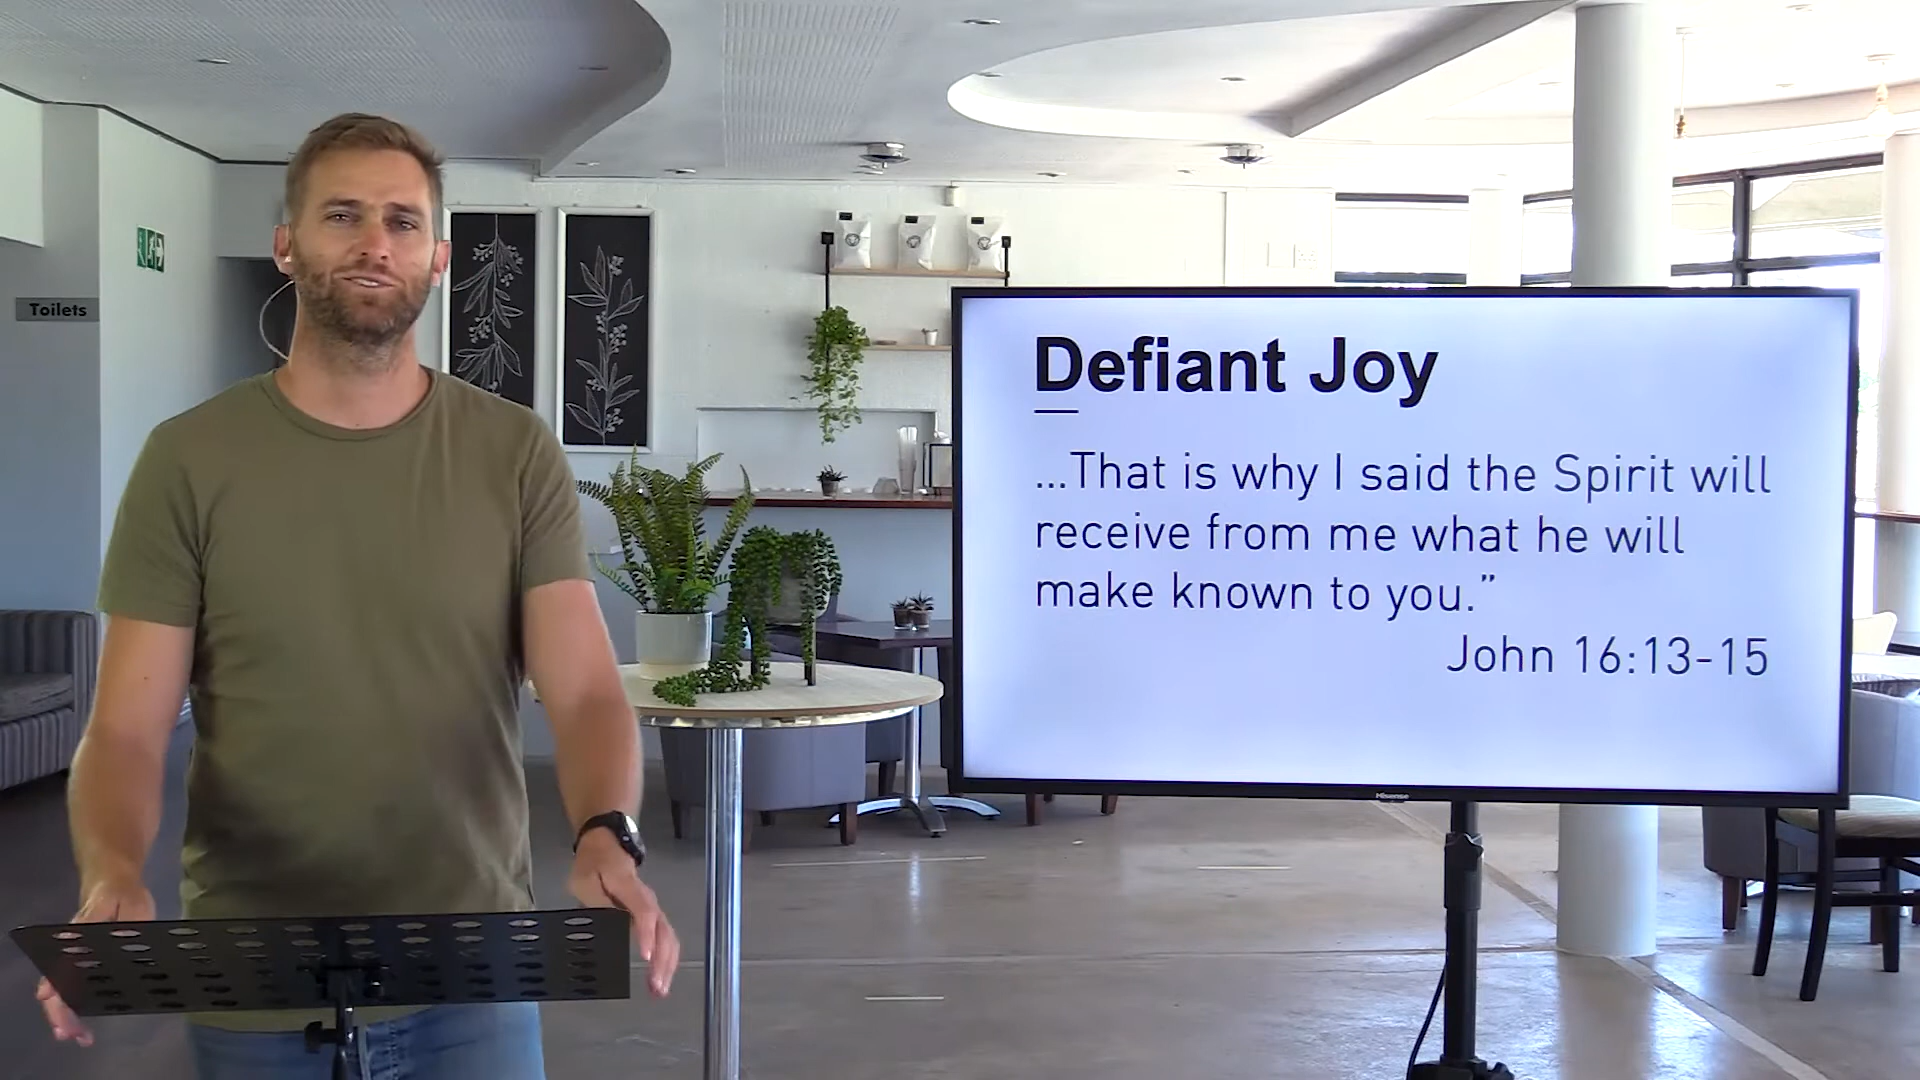 Toilets
Defiant Joy
...That is why I said the Spirit will
receive from me what he will
make known to you.”
John 16:13-15
Hisense